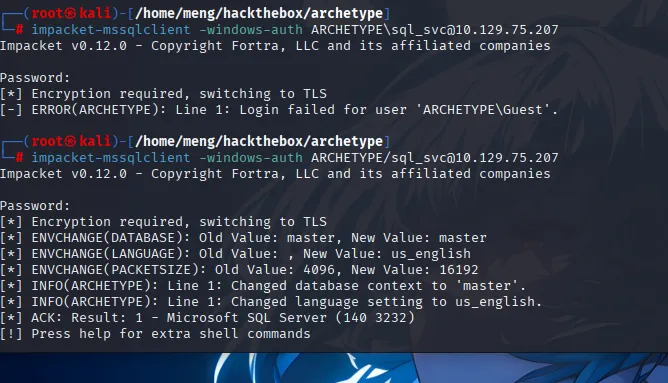 ┌──(root㉿kali)-[/home/meng/hackthebox/archetype]
└─# impacket-mssqlclient -windows-auth ARCHETYPE\sql_svc@10.129.75.207
Impacket v0.12.0 - Copyright Fortra, LLC and its affiliated companies
Password:
[*] Encryption required, switching to TLS
[-] ERROR(ARCHETYPE): Line 1: Login failed for user 'ARCHETYPE\Guest'.
┌──(root㉿kali)-[/home/meng/hackthebox/archetype]
└─# impacket-mssqlclient -windows-auth ARCHETYPE/sql_svc@10.129.75.207
Impacket v0.12.0 - Copyright Fortra, LLC and its affiliated companies
Password:
[*] Encryption required, switching to TLS
[*] ENVCHANGE(DATABASE): Old Value: master, New Value: master
[*] ENVCHANGE(LANGUAGE): Old Value: , New Value: us_english
[*] ENVCHANGE(PACKETSIZE): Old Value: 4096, New Value: 16192
[*] INFO(ARCHETYPE): Line 1: Changed database context to 'master'.
[*] INFO(ARCHETYPE): Line 1: Changed language setting to us_english.
[*] ACK: Result: 1 - Microsoft SQL Server (140 3232)
[!] Press help for extra shell commands